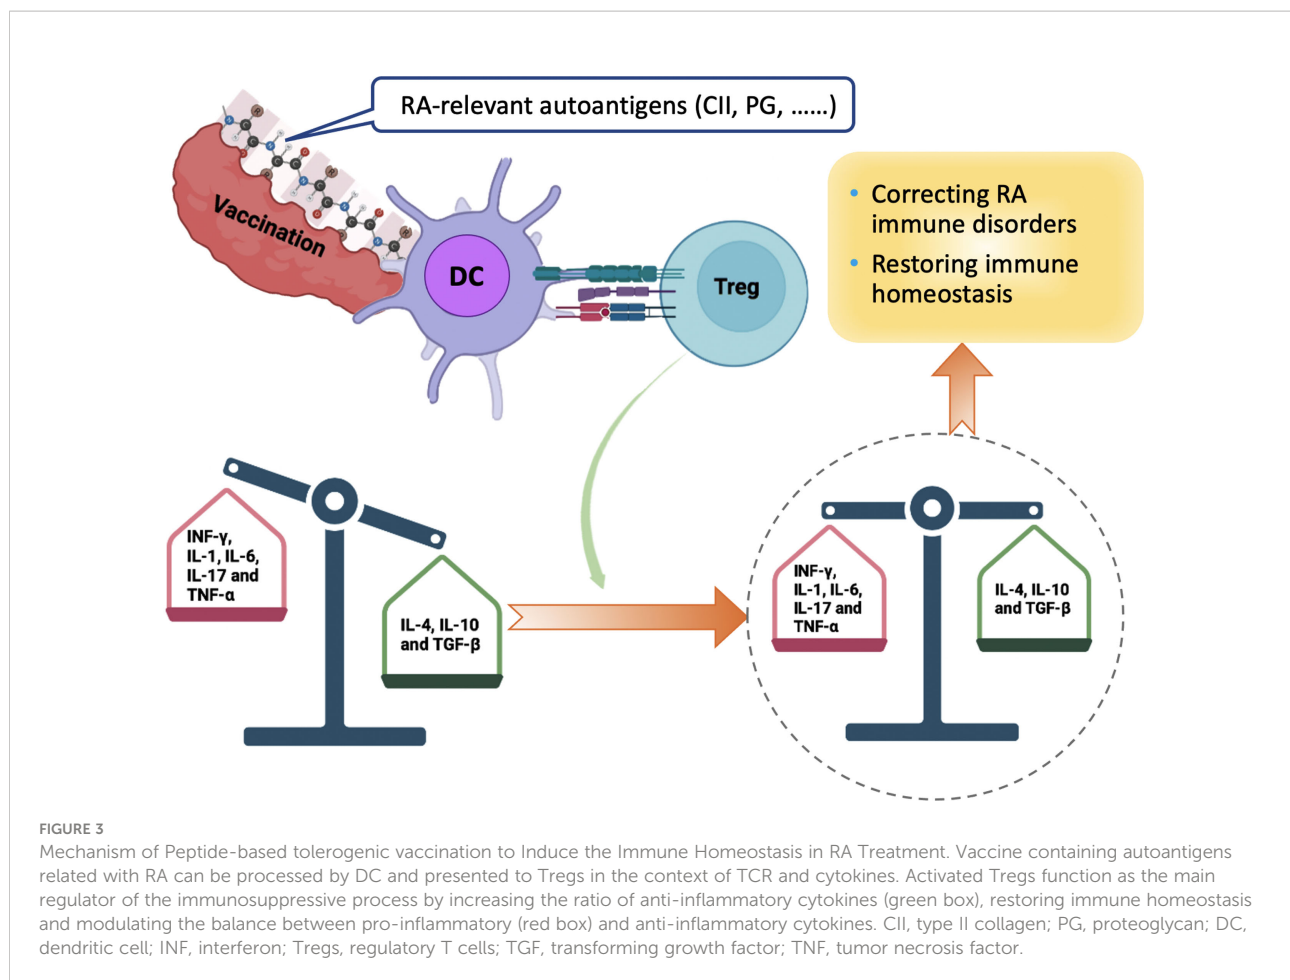 RA-relevant autoantigens (CII, PG, ......)
Vaccination
DC
Treg
• Correcting RA
immune disorders
• Restoring immune
homeostasis
INF-γ,
IL-1, IL-6,
IL-17 and
TNF-α
IL-4, IL-10
and TGF-β
INF-γ,
IL-1, IL-6,
IL-17 and
TNF-α
IL-4, IL-10
and TGF-β
FIGURE 3
Mechanism of Peptide-based tolerogenic vaccination to Induce the Immune Homeostasis in RA Treatment. Vaccine containing autoantigens
related with RA can be processed by DC and presented to Tregs in the context of TCR and cytokines. Activated Tregs function as the main
regulator of the immunosuppressive process by increasing the ratio of anti-inflammatory cytokines (green box), restoring immune homeostasis
and modulating the balance between pro-inflammatory (red box) and anti-inflammatory cytokines. CII, type II collagen; PG, proteoglycan; DC,
dendritic cell; INF, interferon; Tregs, regulatory T cells; TGF, transforming growth factor; TNF, tumor necrosis factor.